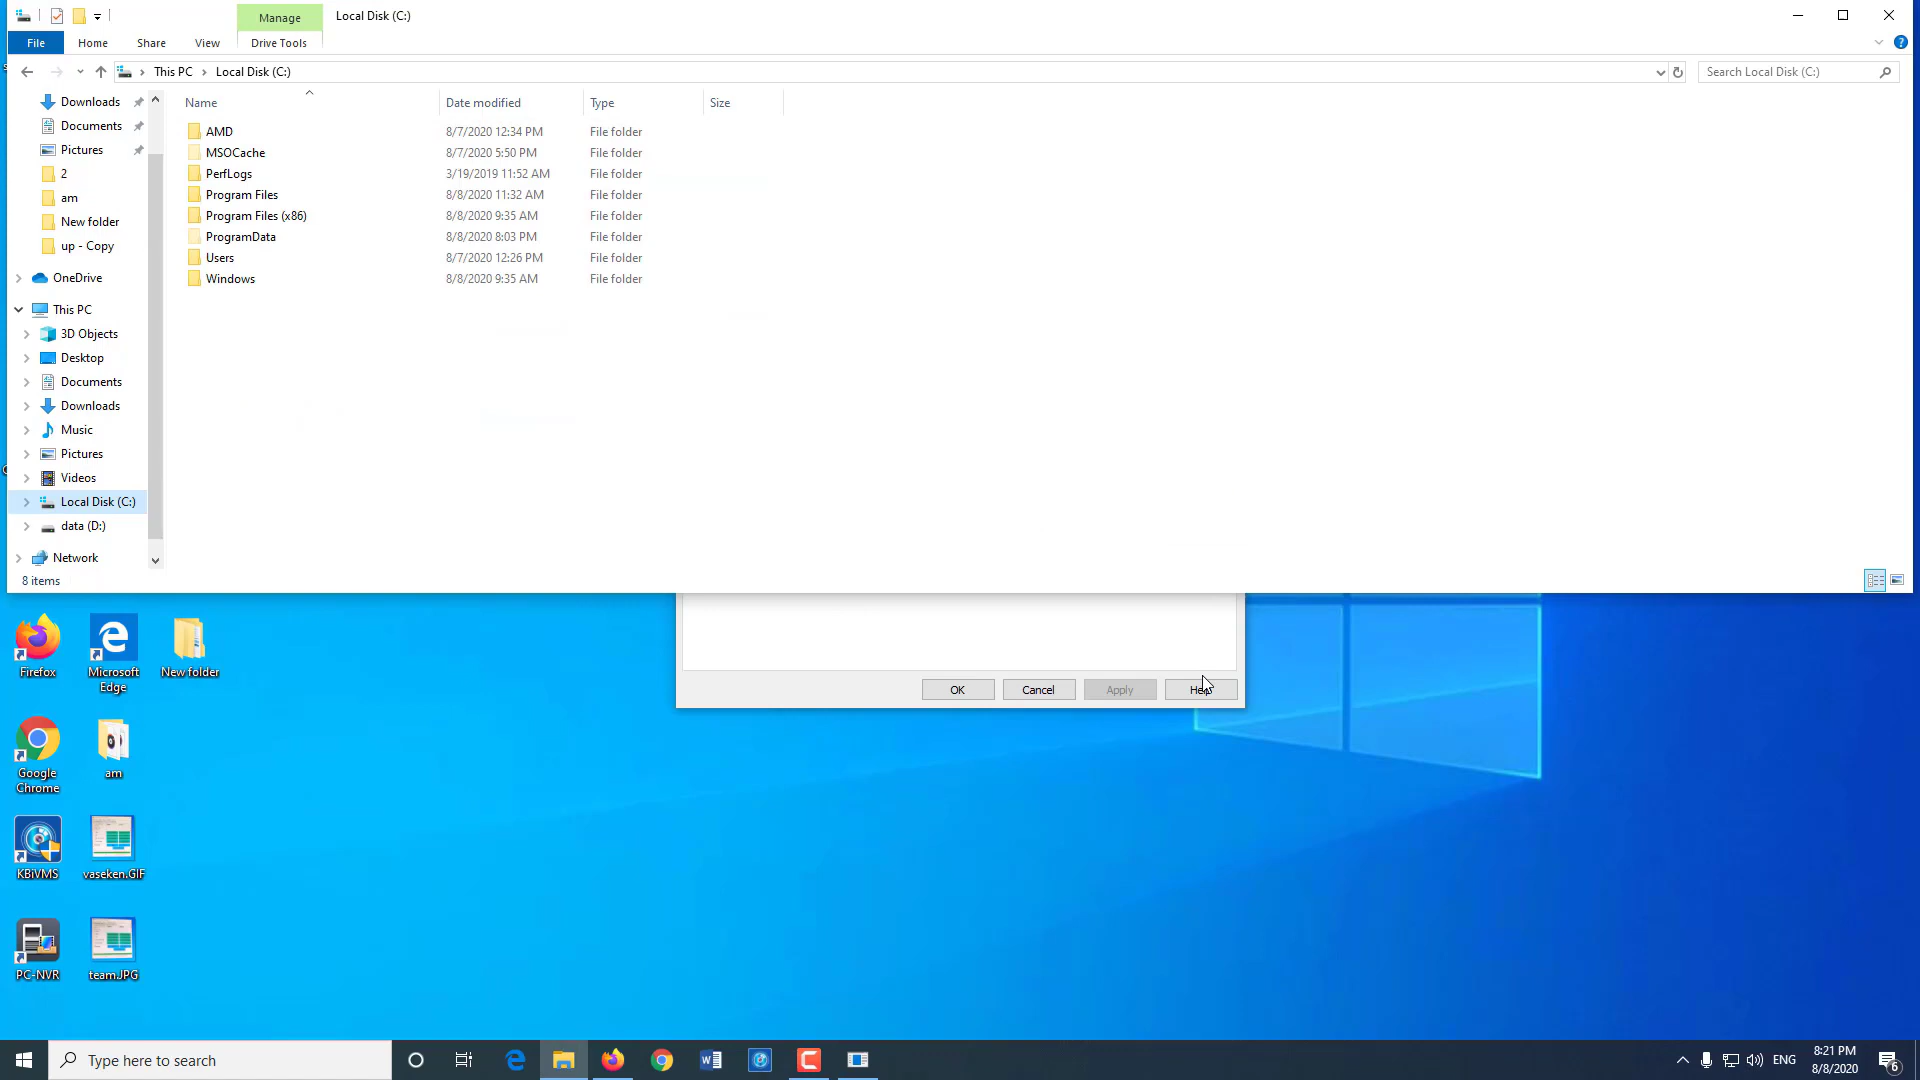 Manage
Local Disk (C:)
File
Home
Share
View
Drive Tools
This PC
Local Disk (C:)
Search Local Disk (C:)
Name
Date modified
Type
Size
AMD 8/7/2020 12:34 PM File folder
MSOCache 8/7/2020 5:50 PM File folder
PerfLogs 3/19/2019 11:52 AM File folder
Program Files 8/8/2020 11:32 AM File folder
Program Files (x86) 8/8/2020 9:35 AM File folder
ProgramData 8/8/2020 8:03 PM File folder
Users 8/7/2020 12:26 PM File folder
Windows 8/8/2020 9:35 AM File folder
Downloads
Documents
Pictures
2
am
New folder
up - Copy
OneDrive
This PC
3D Objects
Desktop
Documents
Downloads
Music
Pictures
Videos
Local Disk (C:)
data (D:)
Network
8 items
OK
Cancel
Apply
Firefox
Microsoft
Edge
New folder
Google
Chrome
am
KBiVMS
vaseken.GIF
PC-NVR
team.JPG
Type here to search
ENG
8:21 PM
8/8/2020
6